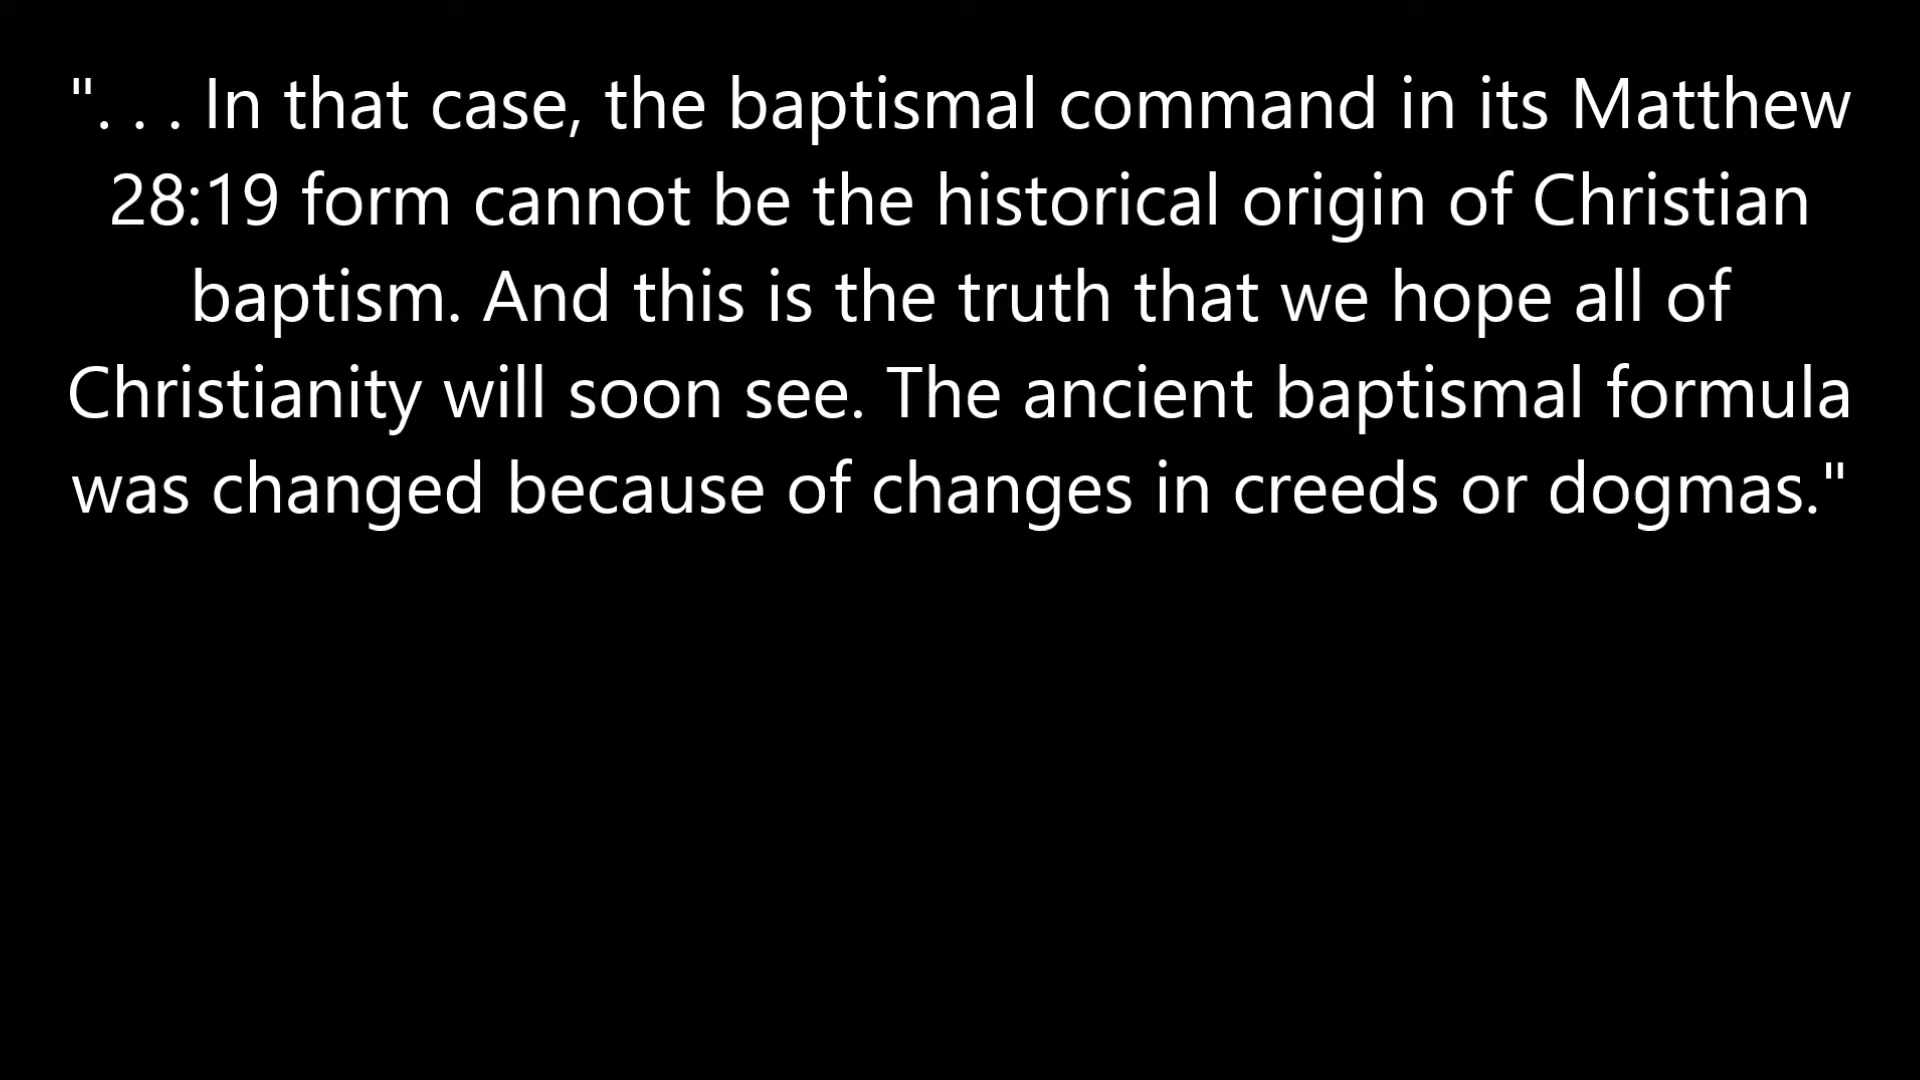 ". . . In that case, the baptismal command in its Matthew
28:19 form cannot be the historical origin of Christian
baptism. And this is the truth that we hope all of
Christianity will soon see. The ancient baptismal formula
was changed because of changes in creeds or dogmas."